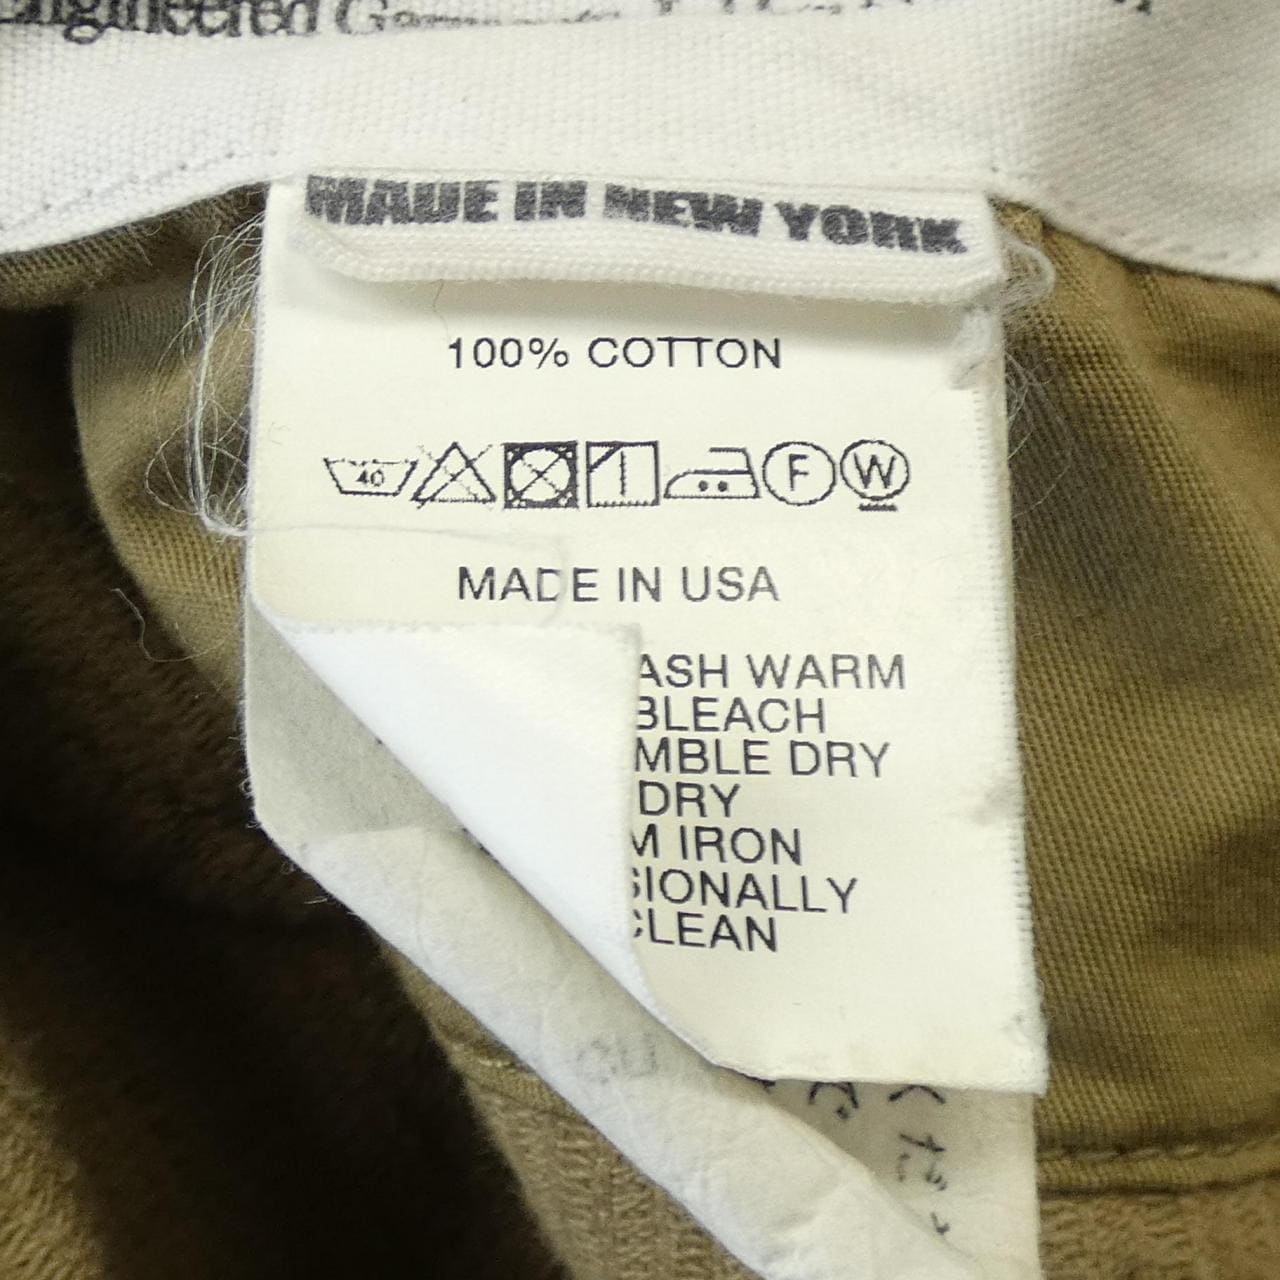 Engineered
MADE IN NEW YORK
100% COTTON
40
F W
MADE IN USA
ASH WARM
BLEACH
MBLE DRY
DRY
M IRON
SIONALLY
CLEAN